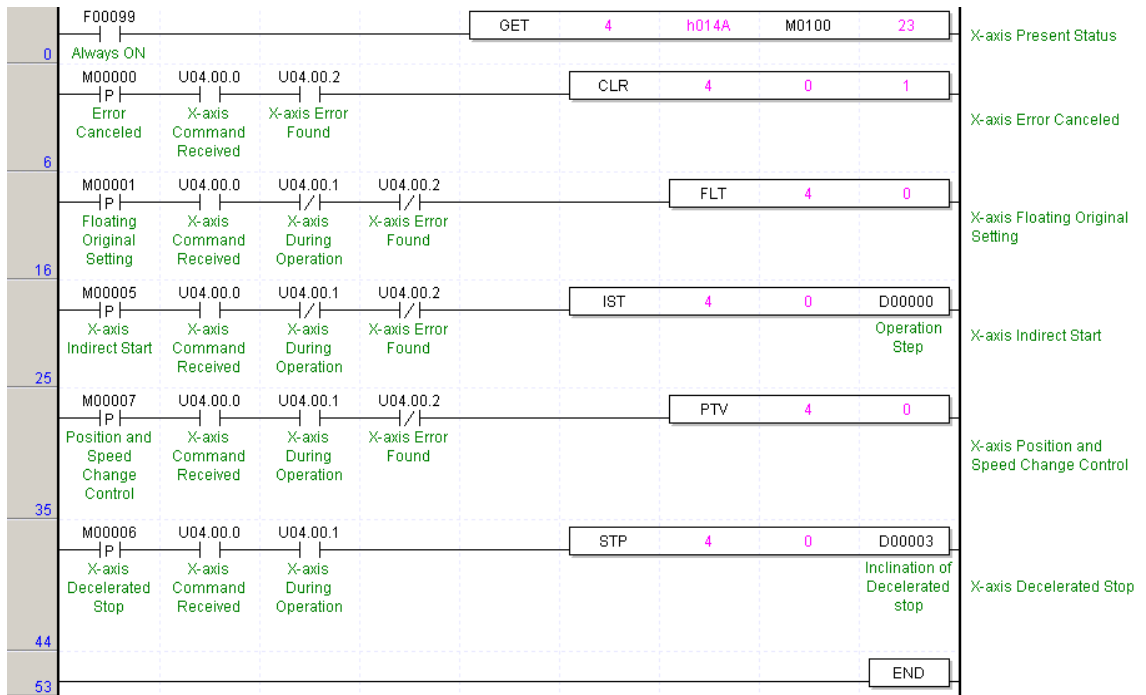 F00099
GET 4 h014A M0100 23
X-axis Present Status
0
Always ON
M00000 U04.00.0 U04.00.2
P
CLR 4 0 1
Error X-axis X-axis Error
Canceled Command Found
Received
X-axis Error Canceled
6
M00001 U04.00.0 U04.00.1 U04.00.2
P
FLT 4 0
Floating X-axis X-axis X-axis Error
Original Command During Found
Setting Received Operation
X-axis Floating Original
Setting
16
M00005 U04.00.0 U04.00.1 U04.00.2
P
IST 4 0 D00000
X-axis X-axis X-axis X-axis Error
Indirect Start Command During Found
Received Operation
Operation
Step
X-axis Indirect Start
25
M00007 U04.00.0 U04.00.1 U04.00.2
P
PTV 4 0
Position and X-axis X-axis X-axis Error
Speed Command During Found
Change Received Operation
Control
X-axis Position and
Speed Change Control
35
M00006 U04.00.0 U04.00.1
P
STP 4 0 D00003
X-axis X-axis X-axis
Decelerated Command During
Stop Received Operation
Inclination of
Decelerated
stop
X-axis Decelerated Stop
44
END
53